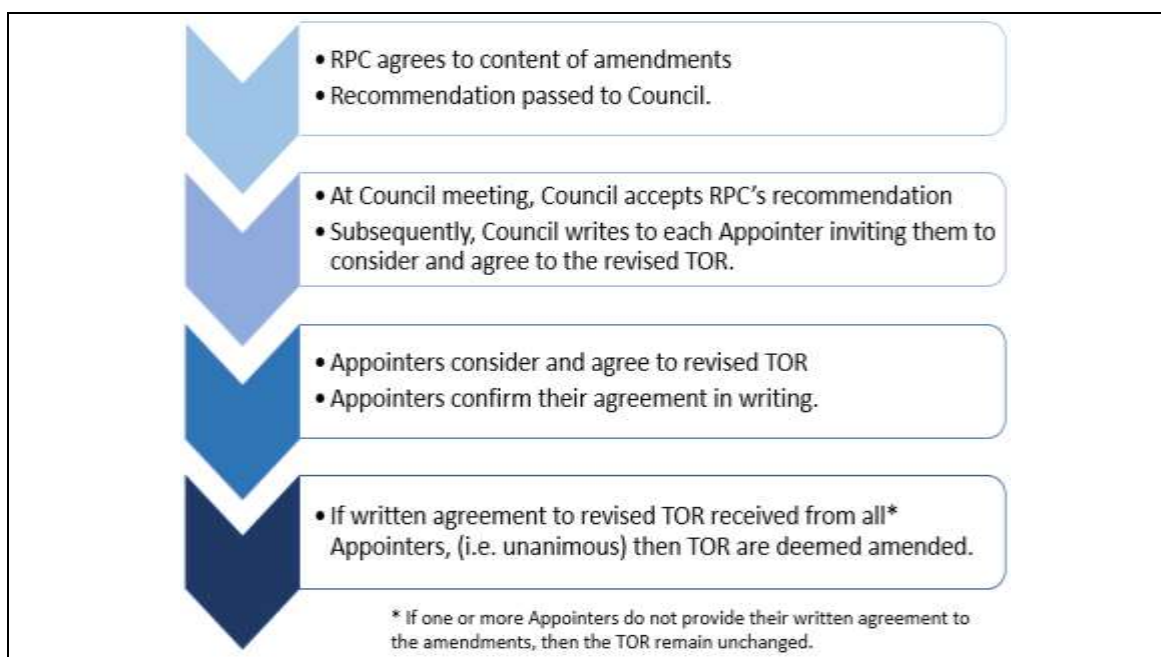 • RPC agrees to content of amendments
• Recommendation passed to Council.
• At Council meeting, Council accepts RPC’s recommendation
• Subsequently, Council writes to each Appointer inviting them to
consider and agree to the revised TOR.
• Appointers consider and agree to revised TOR
• Appointers confirm their agreement in writing.
• If written agreement to revised TOR received from all*
Appointers, (i.e. unanimous) then TOR are deemed amended.
* If one or more Appointers do not provide their written agreement to
the amendments, then the TOR remain unchanged.